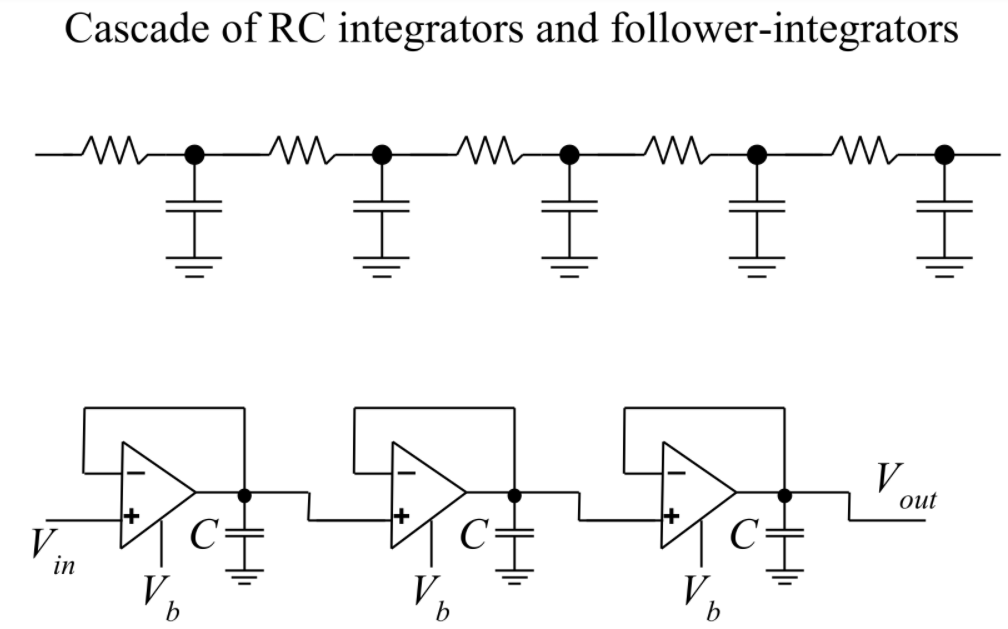 Cascade of RC integrators and follower-integrators
− − − V_out
+ C + C + C
V_in
V_b V_b V_b